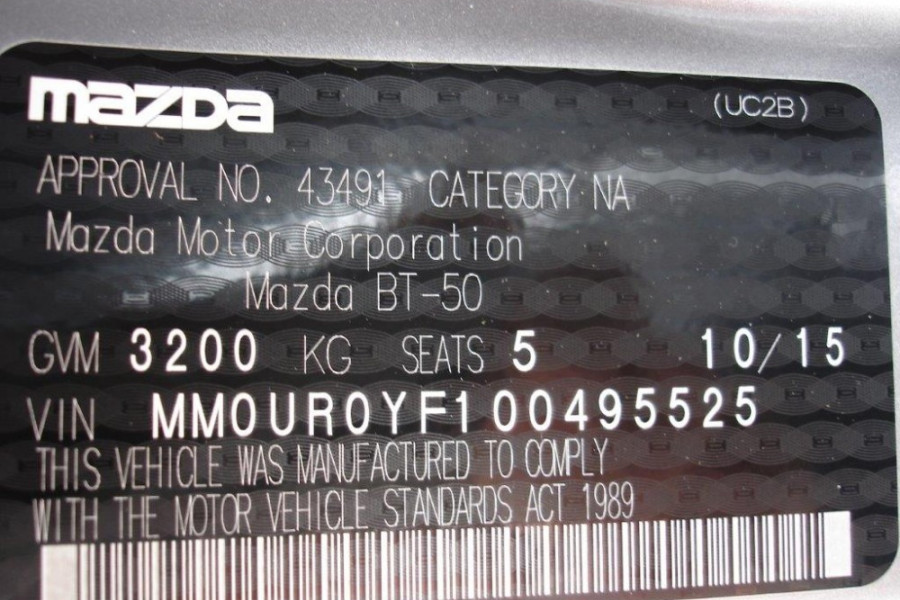 mazda
(UC2B)
APPROVAL NO. 43491 CATEGORY NA
Mazda Motor Corporation
Mazda BT-50
GVM 3200 KG SEATS 5 10/15
VIN MM0UR0YF100495525
THIS VEHICLE WAS MANUFACTURED TO COMPLY
WITH THE MOTOR VEHICLE STANDARDS ACT 1989